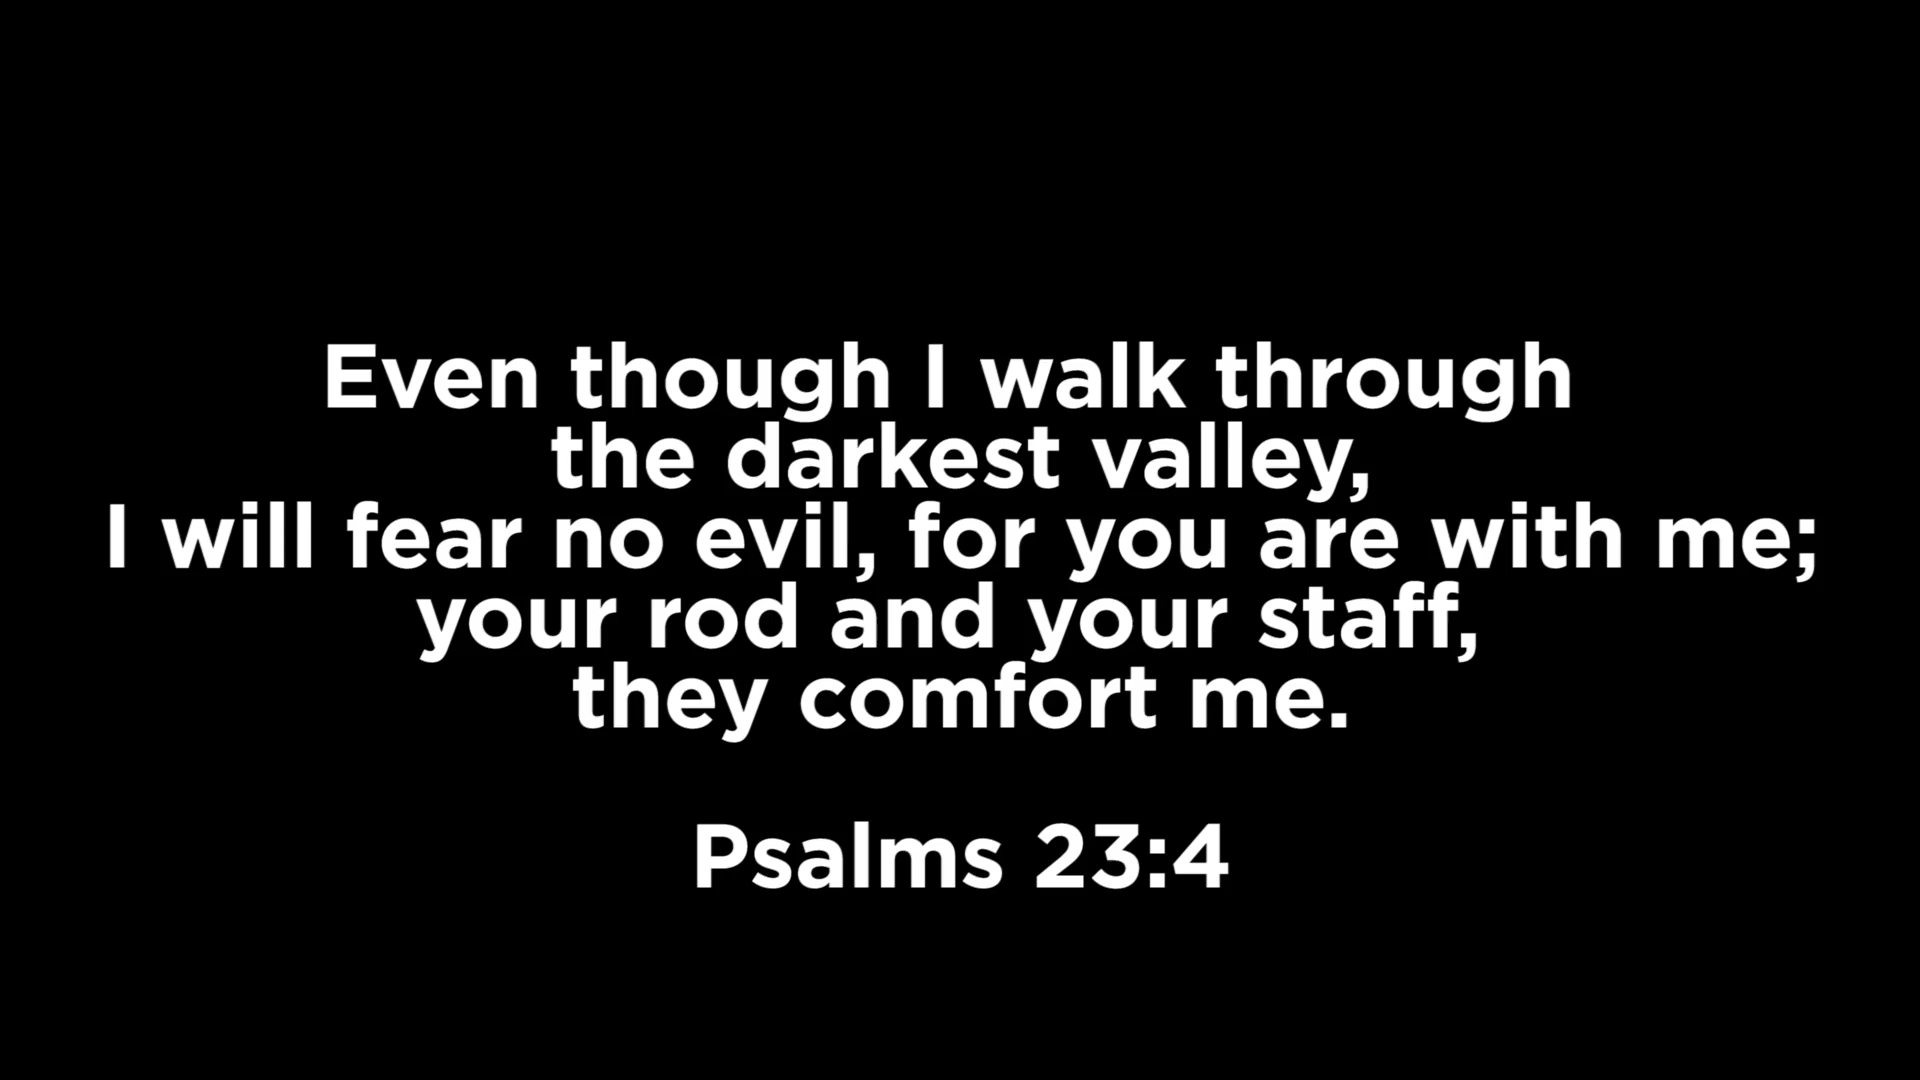 Even though I walk through
the darkest valley,
I will fear no evil, for you are with me;
your rod and your staff,
they comfort me.
Psalms 23:4